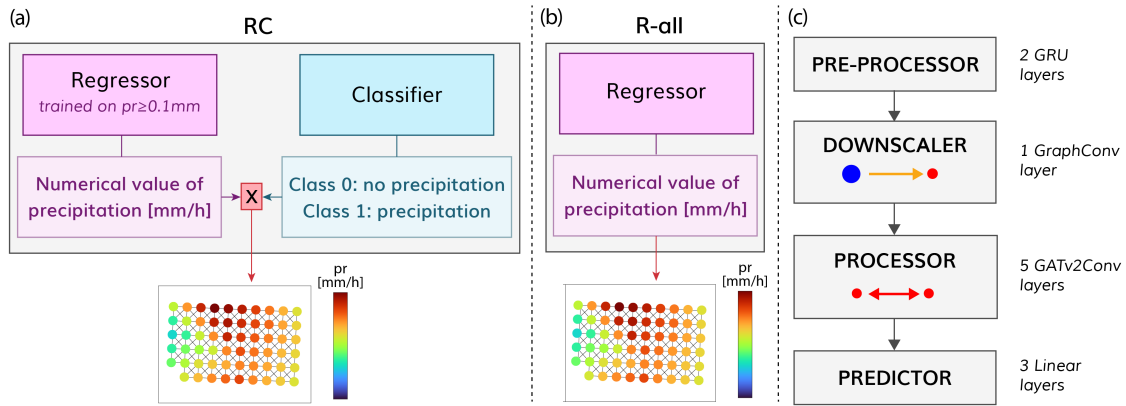 (a)
RC
Regressor
trained on pr≥0.1mm
Classifier
Numerical value of
precipitation [mm/h]
X
Class 0: no precipitation
Class 1: precipitation
pr
[mm/h]
(b)
R-all
Regressor
Numerical value of
precipitation [mm/h]
pr
[mm/h]
(c)
PRE-PROCESSOR
2 GRU
layers
DOWNSCALER
1 GraphConv
layer
PROCESSOR
5 GATv2Conv
layers
PREDICTOR
3 Linear
layers